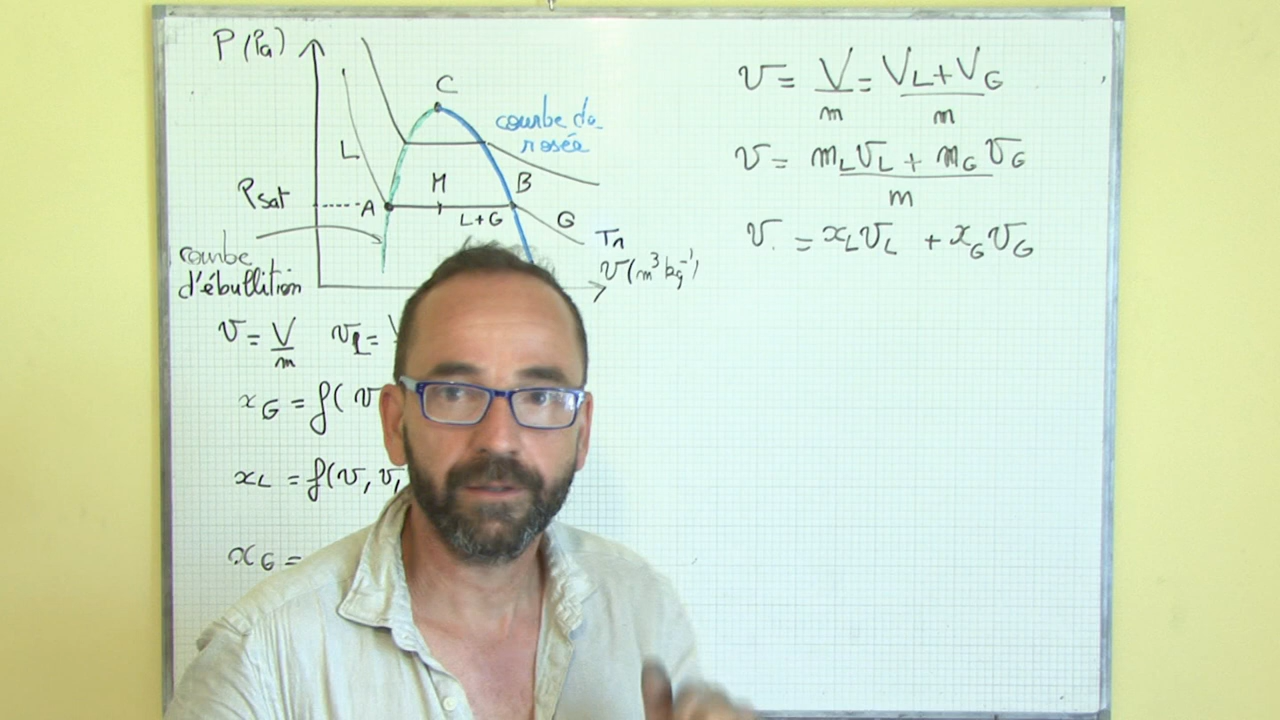 P (Pa)
C
courbe de
rosée
L
M
B
Psat
A
L+G
G
courbe
d'ébullition
v (m³ kg⁻¹)
v = V/m v_L =
x_G = f( v
x_L = f(v, v
x_G =
v = V/m = (V_L + V_G)/m
v = (m_L v_L + m_G v_G)/m
v. = x_L v_L + x_G v_G